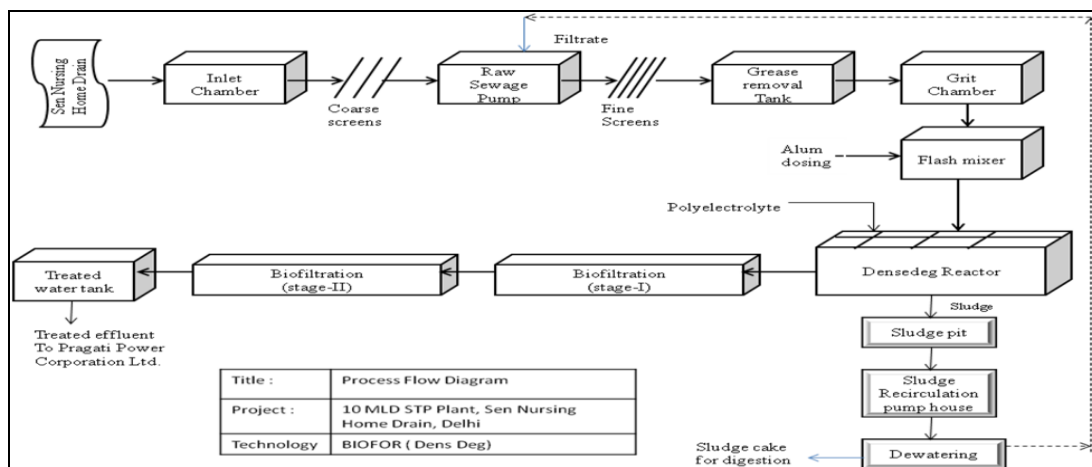 Sen Nursing
Home Drain
Inlet
Chamber
Coarse
screens
Filtrate
Raw
Sewage
Pump
Fine
Screens
Grease
removal
Tank
Grit
Chamber
Alum
dosing
Flash mixer
Polyelectrolyte
Densedeg Reactor
Biofiltration
(stage-I)
Biofiltration
(stage-II)
Treated
water tank
Treated effluent
To Pragati Power
Corporation Ltd.
Sludge
Sludge pit
Sludge
Recirculation
pump house
Dewatering
Sludge cake
for digestion
Title : Process Flow Diagram
Project : 10 MLD STP Plant, Sen Nursing
Home Drain, Delhi
Technology BIOFOR ( Dens Deg)